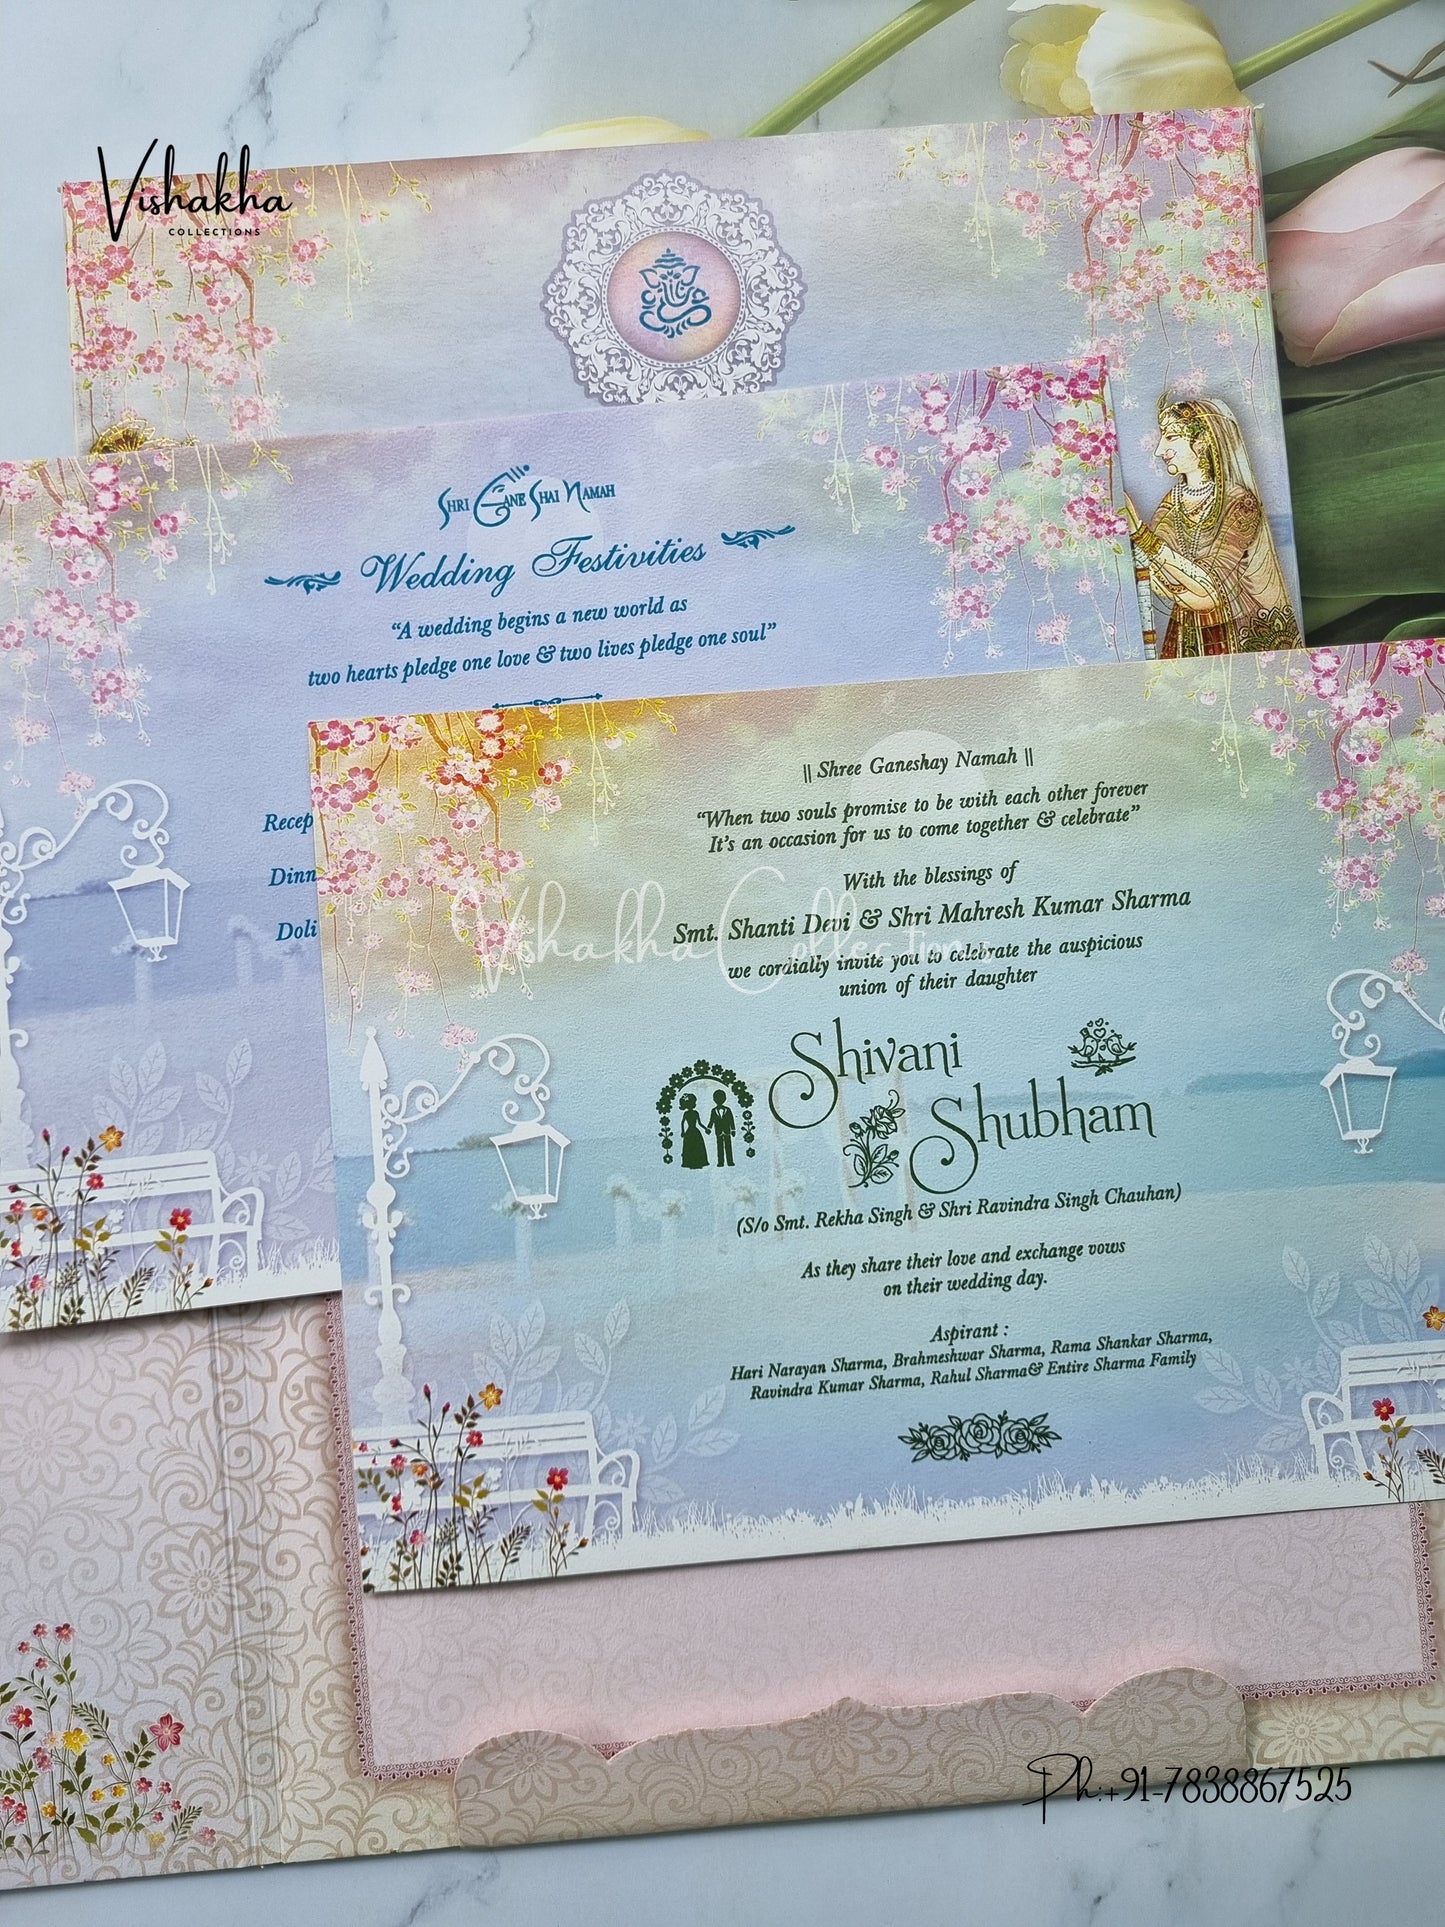 Vishakha
COLLECTIONS
SHRI GANE SHAI NAMAH
Wedding Festivities
“A wedding begins a new world as
two hearts pledge one love & two lives pledge one soul”
Recep
Dinn
Doli
|| Shree Ganeshay Namah ||
“When two souls promise to be with each other forever
It's an occasion for us to come together & celebrate”
With the blessings of
Smt. Shanti Devi & Shri Mahresh Kumar Sharma
Vishakha Collections
we cordially invite you to celebrate the auspicious
union of their daughter
Shivani
Shubham
(S/o Smt. Rekha Singh & Shri Ravindra Singh Chauhan)
As they share their love and exchange vows
on their wedding day.
Aspirant :
Hari Narayan Sharma, Brahmeshwar Sharma, Rama Shankar Sharma,
Ravindra Kumar Sharma, Rahul Sharma& Entire Sharma Family
Ph:+91-7838867525